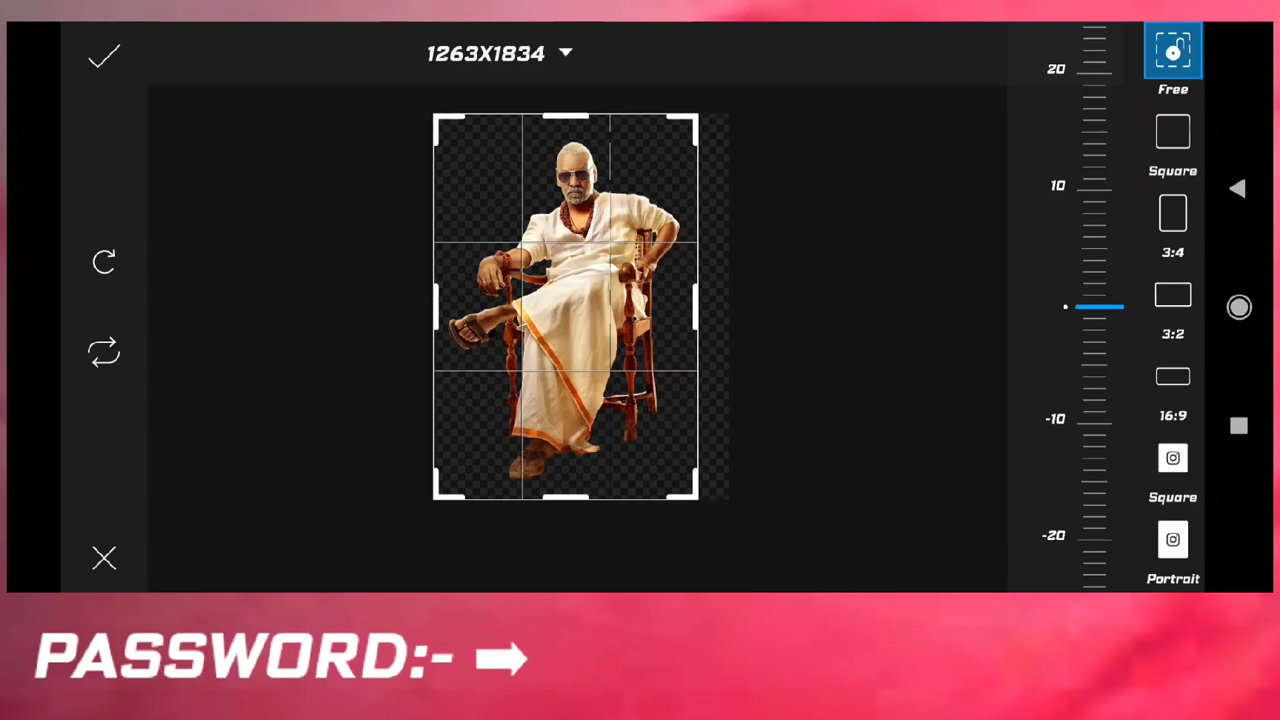 1263X1834
20
10
-10
-20
Free
Square
3:4
3:2
16:9
Square
Portrait
PASSWORD:- ➡